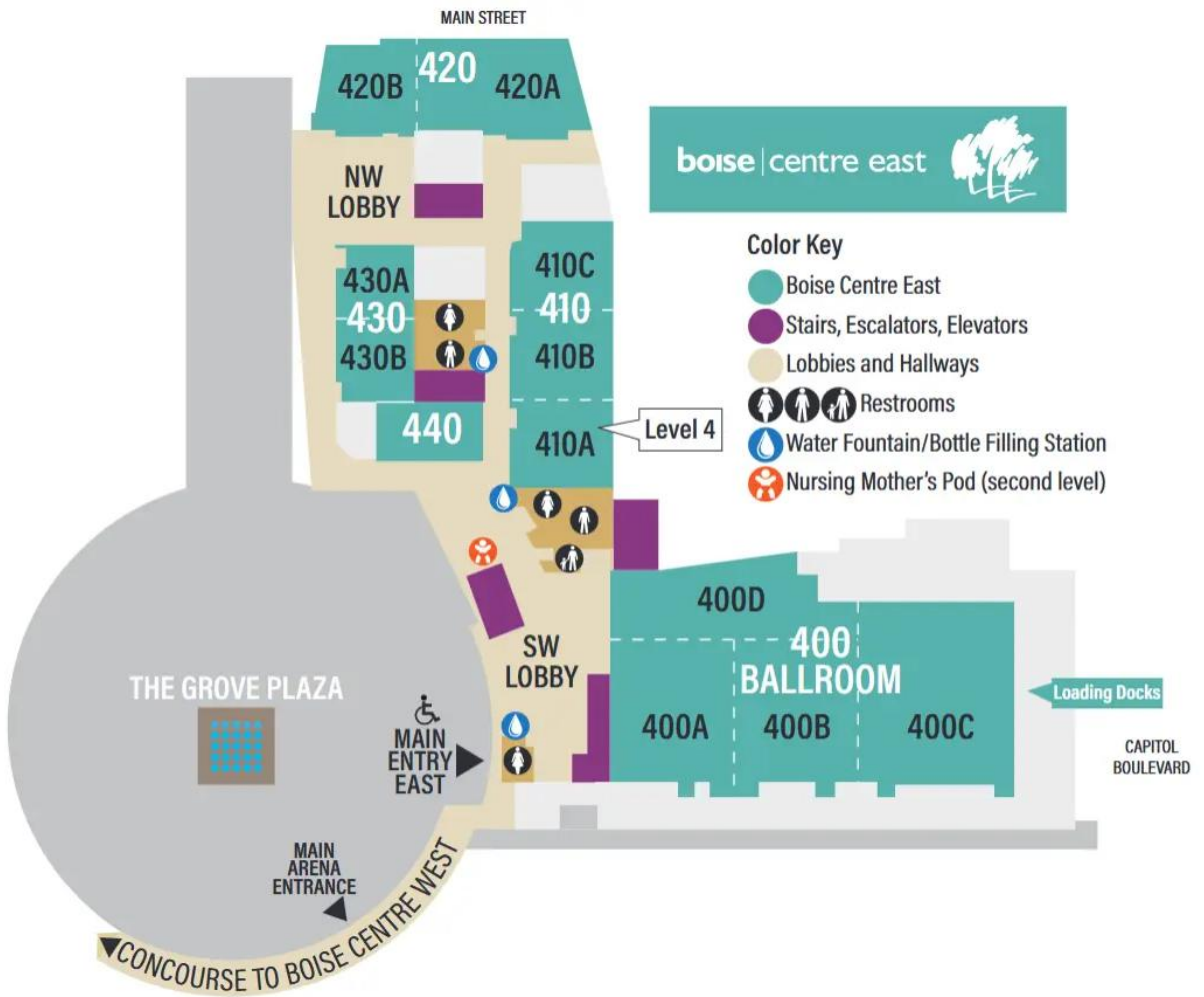 MAIN STREET
420
420B
420A
boise | centre east
NW
LOBBY
Color Key
Boise Centre East
Stairs, Escalators, Elevators
Lobbies and Hallways
Restrooms
Water Fountain/Bottle Filling Station
Nursing Mother's Pod (second level)
430A
430
430B
410C
410
410B
440
410A
Level 4
400D
400
BALLROOM
400A
400B
400C
SW
LOBBY
THE GROVE PLAZA
MAIN
ENTRY
EAST
Loading Docks
CAPITOL
BOULEVARD
MAIN
ARENA
ENTRANCE
CONCOURSE TO BOISE CENTRE WEST